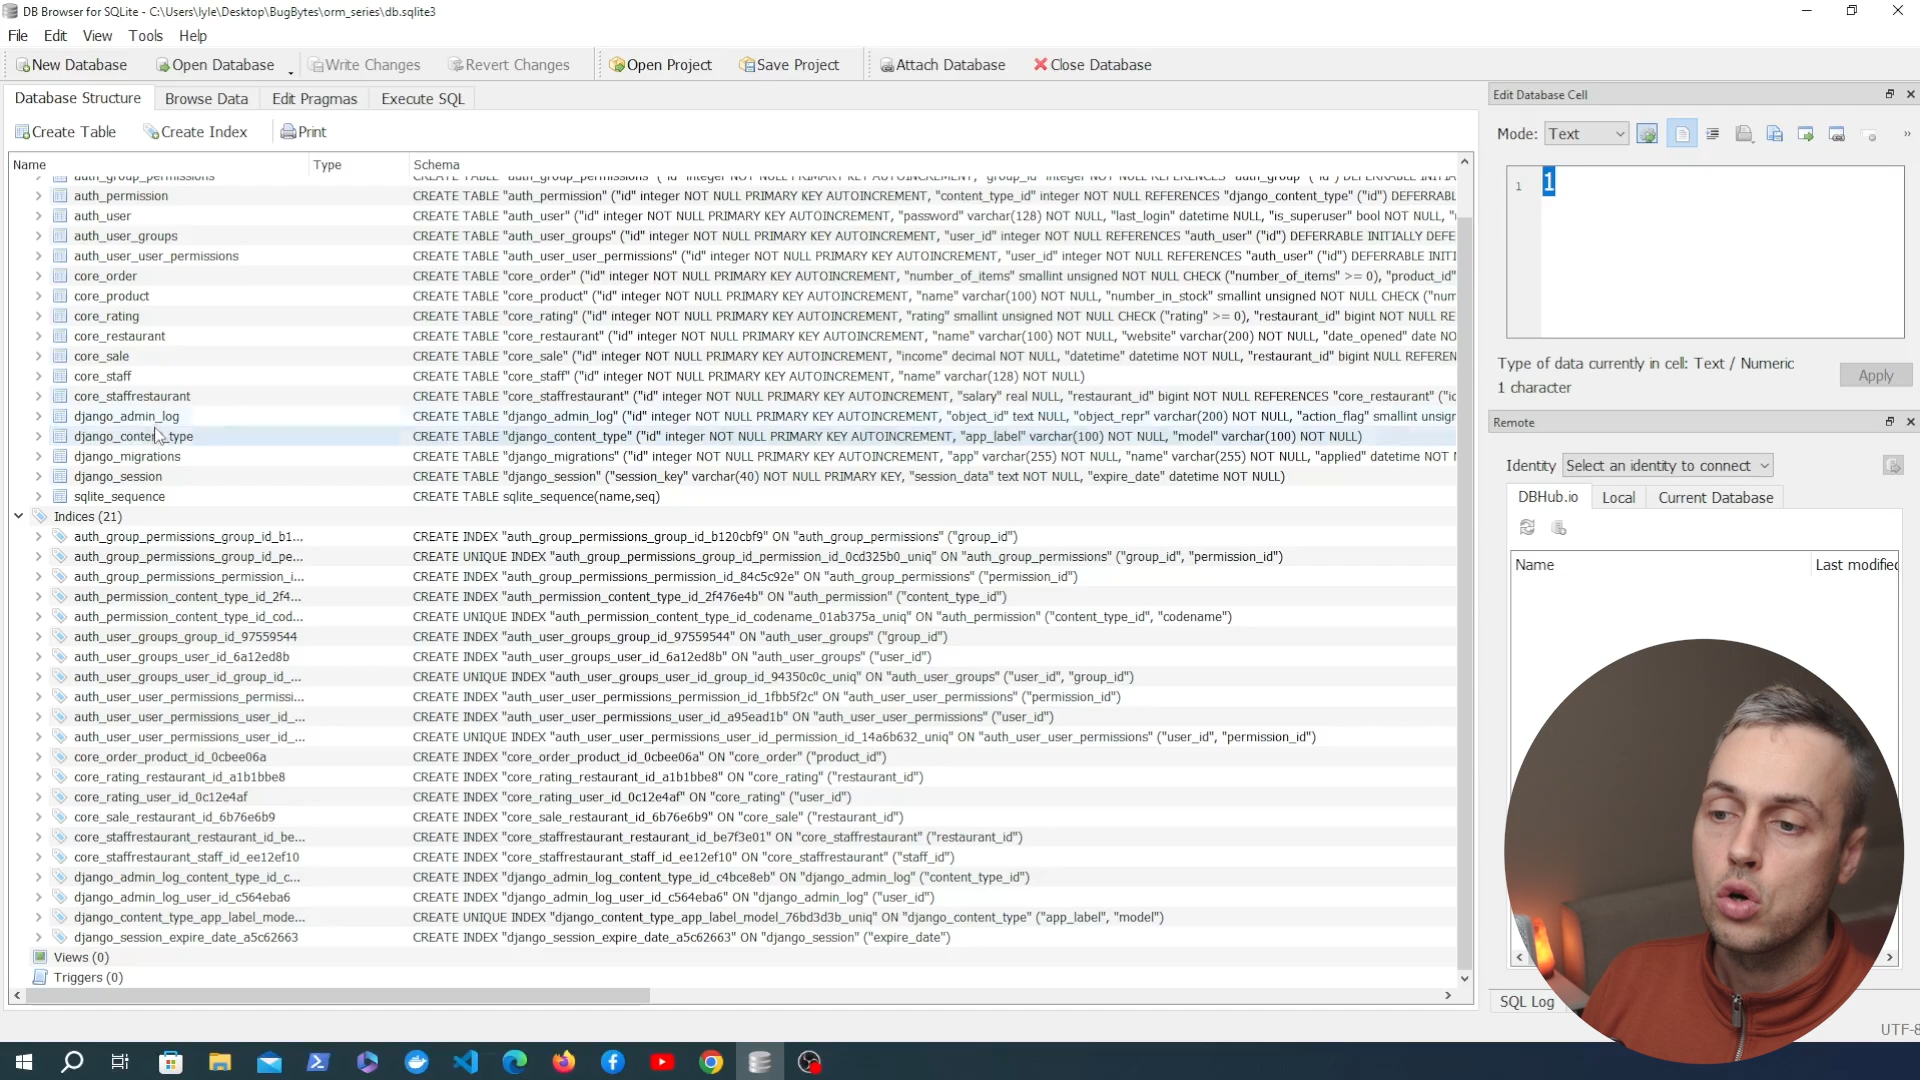 DB Browser for SQLite - C:\Users\lyle\Desktop\BugBytes\orm_series\db.sqlite3
File Edit View Tools Help
New Database Open Database Write Changes Revert Changes Open Project Save Project Attach Database Close Database
Database Structure Browse Data Edit Pragmas Execute SQL
Create Table Create Index Print
Name Type Schema
auth_group_permissions CREATE TABLE "auth_group_permissions" ("id" integer NOT NULL PRIMARY KEY AUTOINCREMENT, "group_id" integer NOT NULL REFERENCES "auth_group" ("id") DEFERRABLE INITIALL
auth_permission CREATE TABLE "auth_permission" ("id" integer NOT NULL PRIMARY KEY AUTOINCREMENT, "content_type_id" integer NOT NULL REFERENCES "django_content_type" ("id") DEFERRABL
auth_user CREATE TABLE "auth_user" ("id" integer NOT NULL PRIMARY KEY AUTOINCREMENT, "password" varchar(128) NOT NULL, "last_login" datetime NULL, "is_superuser" bool NOT NULL,
auth_user_groups CREATE TABLE "auth_user_groups" ("id" integer NOT NULL PRIMARY KEY AUTOINCREMENT, "user_id" integer NOT NULL REFERENCES "auth_user" ("id") DEFERRABLE INITIALLY DEFE
auth_user_user_permissions CREATE TABLE "auth_user_user_permissions" ("id" integer NOT NULL PRIMARY KEY AUTOINCREMENT, "user_id" integer NOT NULL REFERENCES "auth_user" ("id") DEFERRABLE INITI
core_order CREATE TABLE "core_order" ("id" integer NOT NULL PRIMARY KEY AUTOINCREMENT, "number_of_items" smallint unsigned NOT NULL CHECK ("number_of_items" >= 0), "product_id"
core_product CREATE TABLE "core_product" ("id" integer NOT NULL PRIMARY KEY AUTOINCREMENT, "name" varchar(100) NOT NULL, "number_in_stock" smallint unsigned NOT NULL CHECK ("num
core_rating CREATE TABLE "core_rating" ("id" integer NOT NULL PRIMARY KEY AUTOINCREMENT, "rating" smallint unsigned NOT NULL CHECK ("rating" >= 0), "restaurant_id" bigint NOT NULL RE
core_restaurant CREATE TABLE "core_restaurant" ("id" integer NOT NULL PRIMARY KEY AUTOINCREMENT, "name" varchar(100) NOT NULL, "website" varchar(200) NOT NULL, "date_opened" date NO
core_sale CREATE TABLE "core_sale" ("id" integer NOT NULL PRIMARY KEY AUTOINCREMENT, "income" decimal NOT NULL, "datetime" datetime NOT NULL, "restaurant_id" bigint NULL REFEREN
core_staff CREATE TABLE "core_staff" ("id" integer NOT NULL PRIMARY KEY AUTOINCREMENT, "name" varchar(128) NOT NULL)
core_staffrestaurant CREATE TABLE "core_staffrestaurant" ("id" integer NOT NULL PRIMARY KEY AUTOINCREMENT, "salary" real NULL, "restaurant_id" bigint NOT NULL REFERENCES "core_restaurant" ("ic
django_admin_log CREATE TABLE "django_admin_log" ("id" integer NOT NULL PRIMARY KEY AUTOINCREMENT, "object_id" text NULL, "object_repr" varchar(200) NOT NULL, "action_flag" smallint unsigr
django_content_type CREATE TABLE "django_content_type" ("id" integer NOT NULL PRIMARY KEY AUTOINCREMENT, "app_label" varchar(100) NOT NULL, "model" varchar(100) NOT NULL)
django_migrations CREATE TABLE "django_migrations" ("id" integer NOT NULL PRIMARY KEY AUTOINCREMENT, "app" varchar(255) NOT NULL, "name" varchar(255) NOT NULL, "applied" datetime NOT N
django_session CREATE TABLE "django_session" ("session_key" varchar(40) NOT NULL PRIMARY KEY, "session_data" text NOT NULL, "expire_date" datetime NOT NULL)
sqlite_sequence CREATE TABLE sqlite_sequence(name,seq)
Indices (21)
auth_group_permissions_group_id_b1... CREATE INDEX "auth_group_permissions_group_id_b120cbf9" ON "auth_group_permissions" ("group_id")
auth_group_permissions_group_id_pe... CREATE UNIQUE INDEX "auth_group_permissions_group_id_permission_id_0cd325b0_uniq" ON "auth_group_permissions" ("group_id", "permission_id")
auth_group_permissions_permission_i... CREATE INDEX "auth_group_permissions_permission_id_84c5c92e" ON "auth_group_permissions" ("permission_id")
auth_permission_content_type_id_2f4... CREATE INDEX "auth_permission_content_type_id_2f476e4b" ON "auth_permission" ("content_type_id")
auth_permission_content_type_id_cod... CREATE UNIQUE INDEX "auth_permission_content_type_id_codename_01ab375a_uniq" ON "auth_permission" ("content_type_id", "codename")
auth_user_groups_group_id_97559544 CREATE INDEX "auth_user_groups_group_id_97559544" ON "auth_user_groups" ("group_id")
auth_user_groups_user_id_6a12ed8b CREATE INDEX "auth_user_groups_user_id_6a12ed8b" ON "auth_user_groups" ("user_id")
auth_user_groups_user_id_group_id_... CREATE UNIQUE INDEX "auth_user_groups_user_id_group_id_94350c0c_uniq" ON "auth_user_groups" ("user_id", "group_id")
auth_user_user_permissions_permissi... CREATE INDEX "auth_user_user_permissions_permission_id_1fbb5f2c" ON "auth_user_user_permissions" ("permission_id")
auth_user_user_permissions_user_id_... CREATE INDEX "auth_user_user_permissions_user_id_a95ead1b" ON "auth_user_user_permissions" ("user_id")
auth_user_user_permissions_user_id_... CREATE UNIQUE INDEX "auth_user_user_permissions_user_id_permission_id_14a6b632_uniq" ON "auth_user_user_permissions" ("user_id", "permission_id")
core_order_product_id_0cbee06a CREATE INDEX "core_order_product_id_0cbee06a" ON "core_order" ("product_id")
core_rating_restaurant_id_a1b1bbe8 CREATE INDEX "core_rating_restaurant_id_a1b1bbe8" ON "core_rating" ("restaurant_id")
core_rating_user_id_0c12e4af CREATE INDEX "core_rating_user_id_0c12e4af" ON "core_rating" ("user_id")
core_sale_restaurant_id_6b76e6b9 CREATE INDEX "core_sale_restaurant_id_6b76e6b9" ON "core_sale" ("restaurant_id")
core_staffrestaurant_restaurant_id_be... CREATE INDEX "core_staffrestaurant_restaurant_id_be7f3e01" ON "core_staffrestaurant" ("restaurant_id")
core_staffrestaurant_staff_id_ee12ef10 CREATE INDEX "core_staffrestaurant_staff_id_ee12ef10" ON "core_staffrestaurant" ("staff_id")
django_admin_log_content_type_id_c... CREATE INDEX "django_admin_log_content_type_id_c4bce8eb" ON "django_admin_log" ("content_type_id")
django_admin_log_user_id_c564eba6 CREATE INDEX "django_admin_log_user_id_c564eba6" ON "django_admin_log" ("user_id")
django_content_type_app_label_mode... CREATE UNIQUE INDEX "django_content_type_app_label_model_76bd3d3b_uniq" ON "django_content_type" ("app_label", "model")
django_session_expire_date_a5c62663 CREATE INDEX "django_session_expire_date_a5c62663" ON "django_session" ("expire_date")
Views (0)
Triggers (0)
Edit Database Cell
Mode: Text
1 1
Type of data currently in cell: Text / Numeric
1 character
Apply
Remote
Identity Select an identity to connect
DBHub.io Local Current Database
Name Last modified
SQL Log
UTF-8